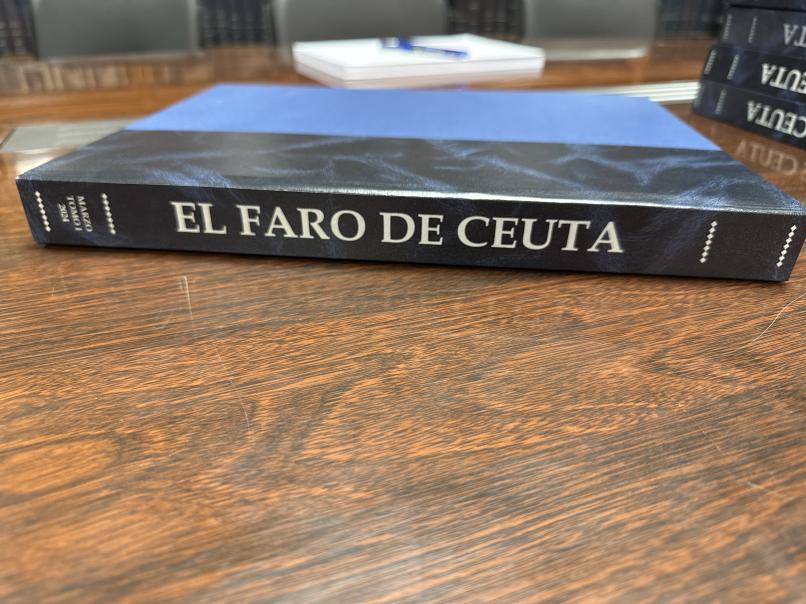 EL FARO DE CEUTA
MARZO
TOMO I
2024
CEUTA
CEUTA